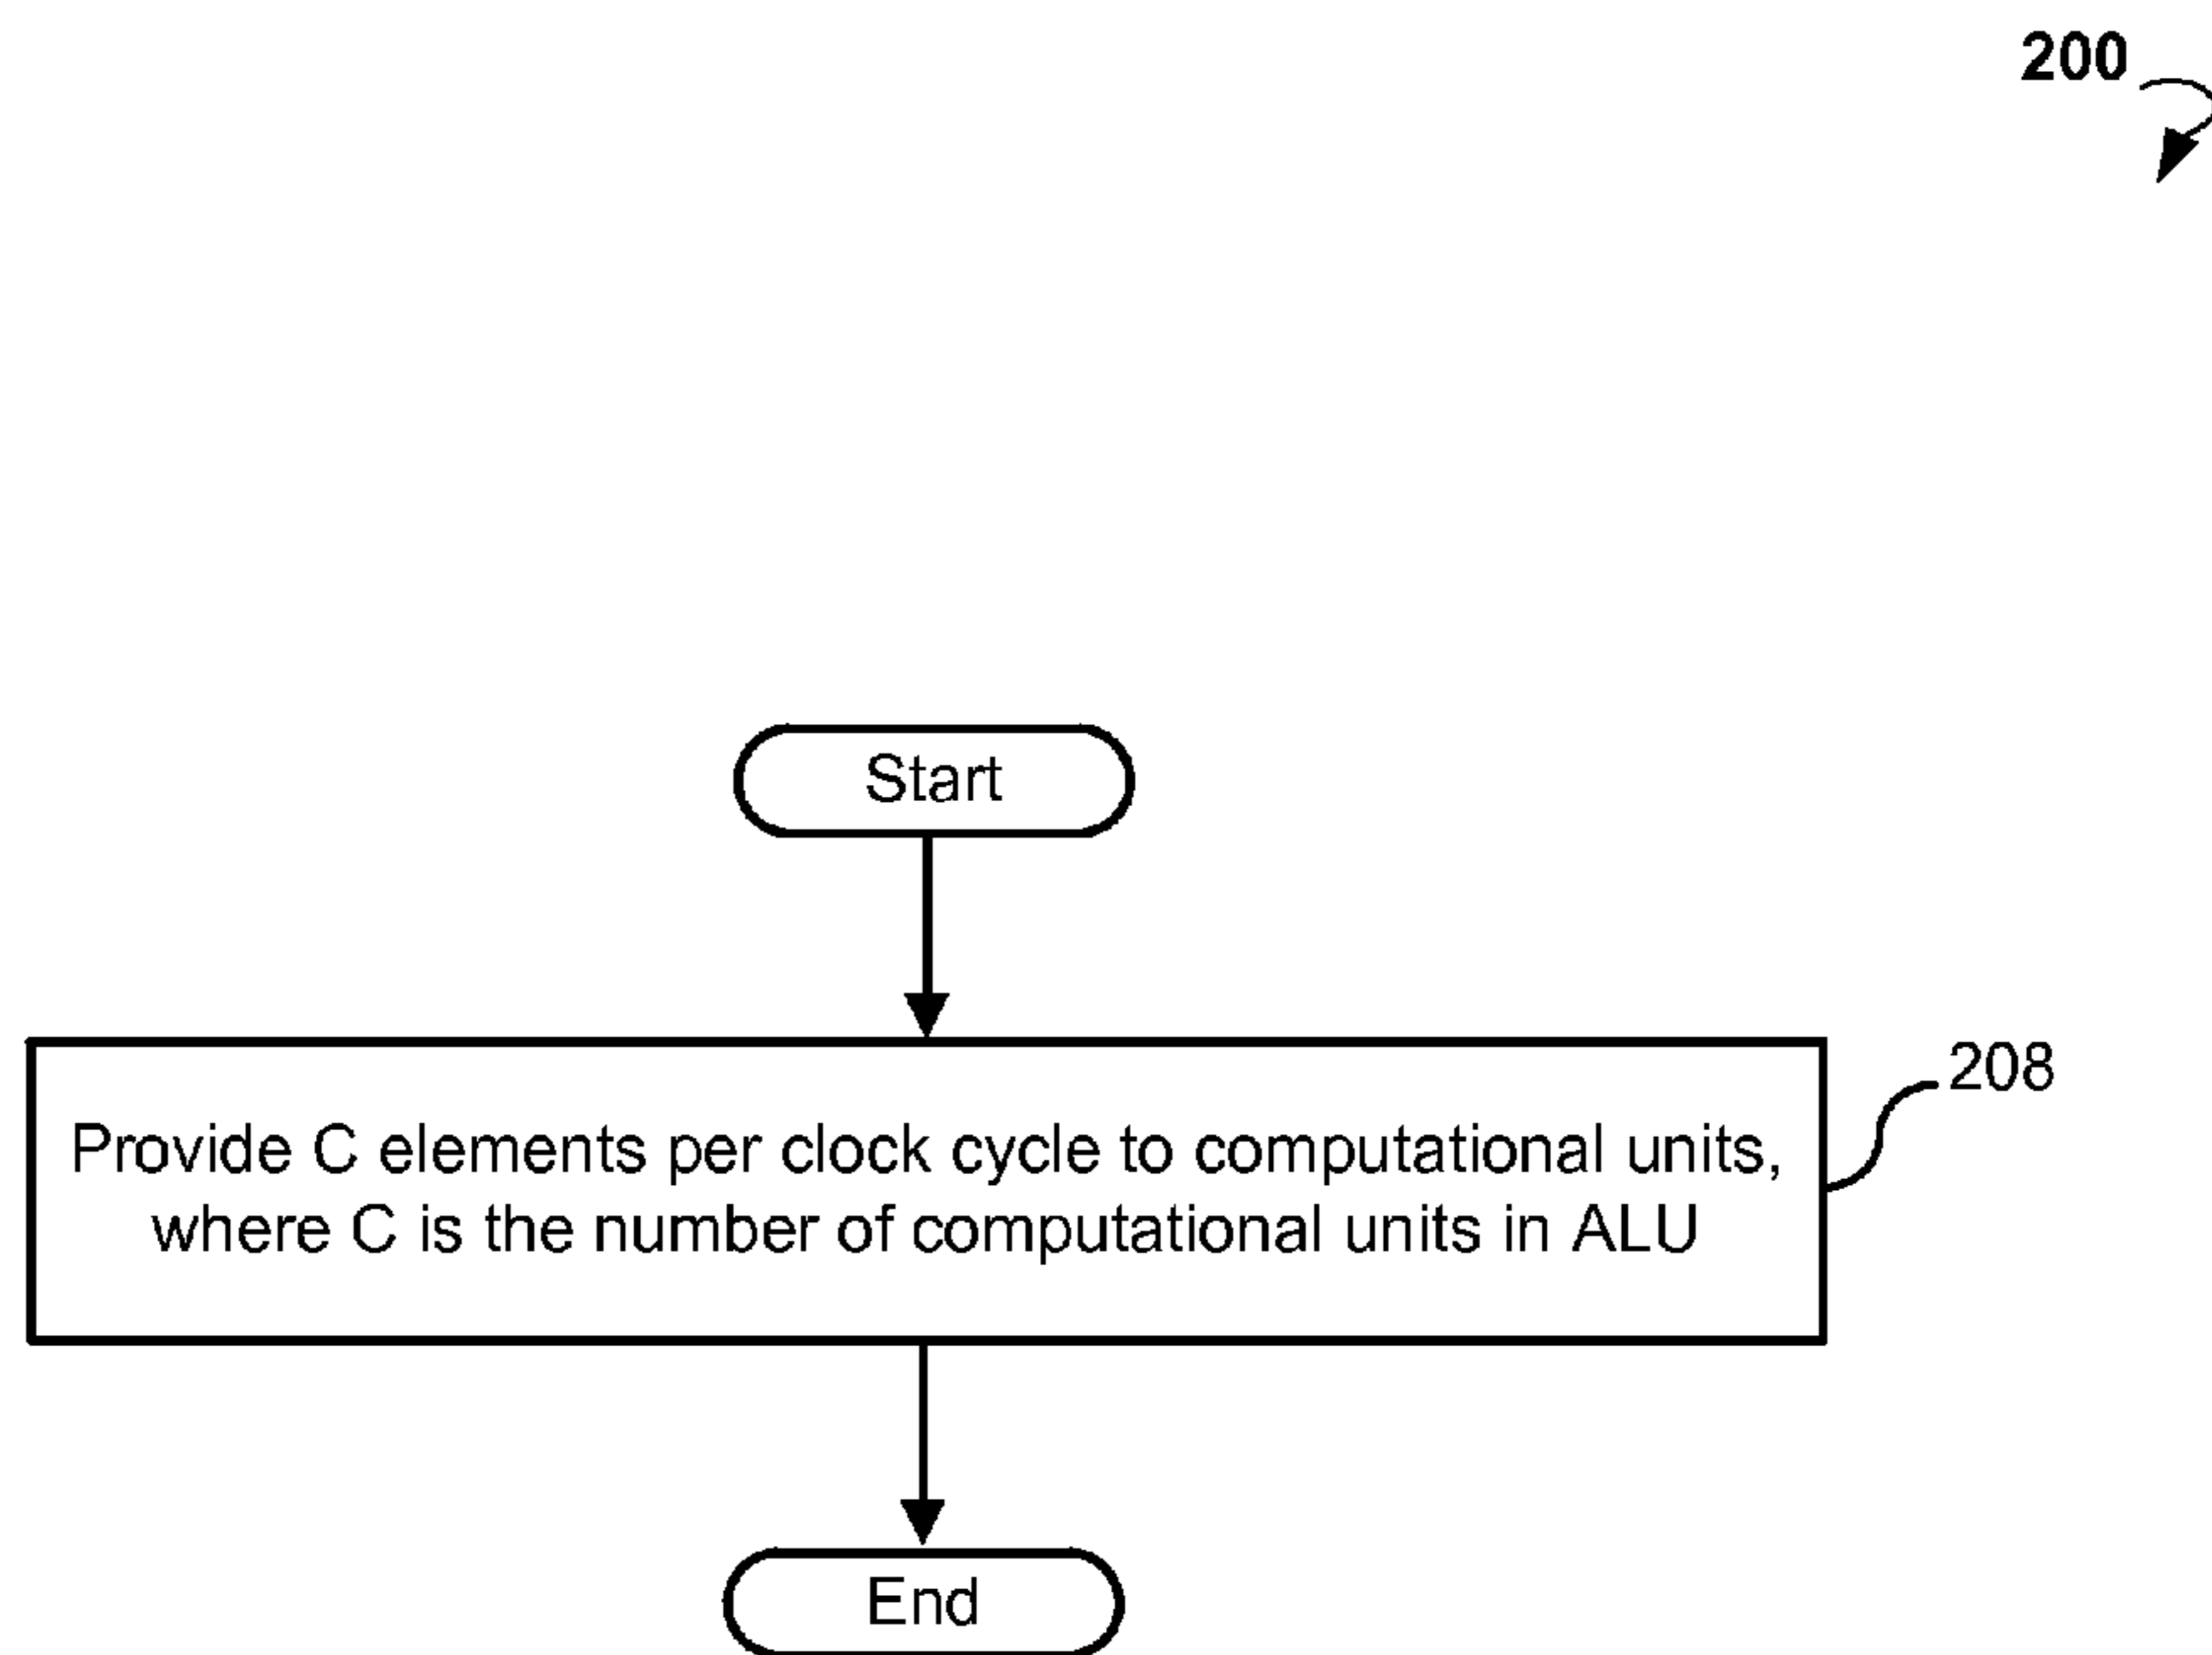 200
Start
208
Provide C elements per clock cycle to computational units,
where C is the number of computational units in ALU
End